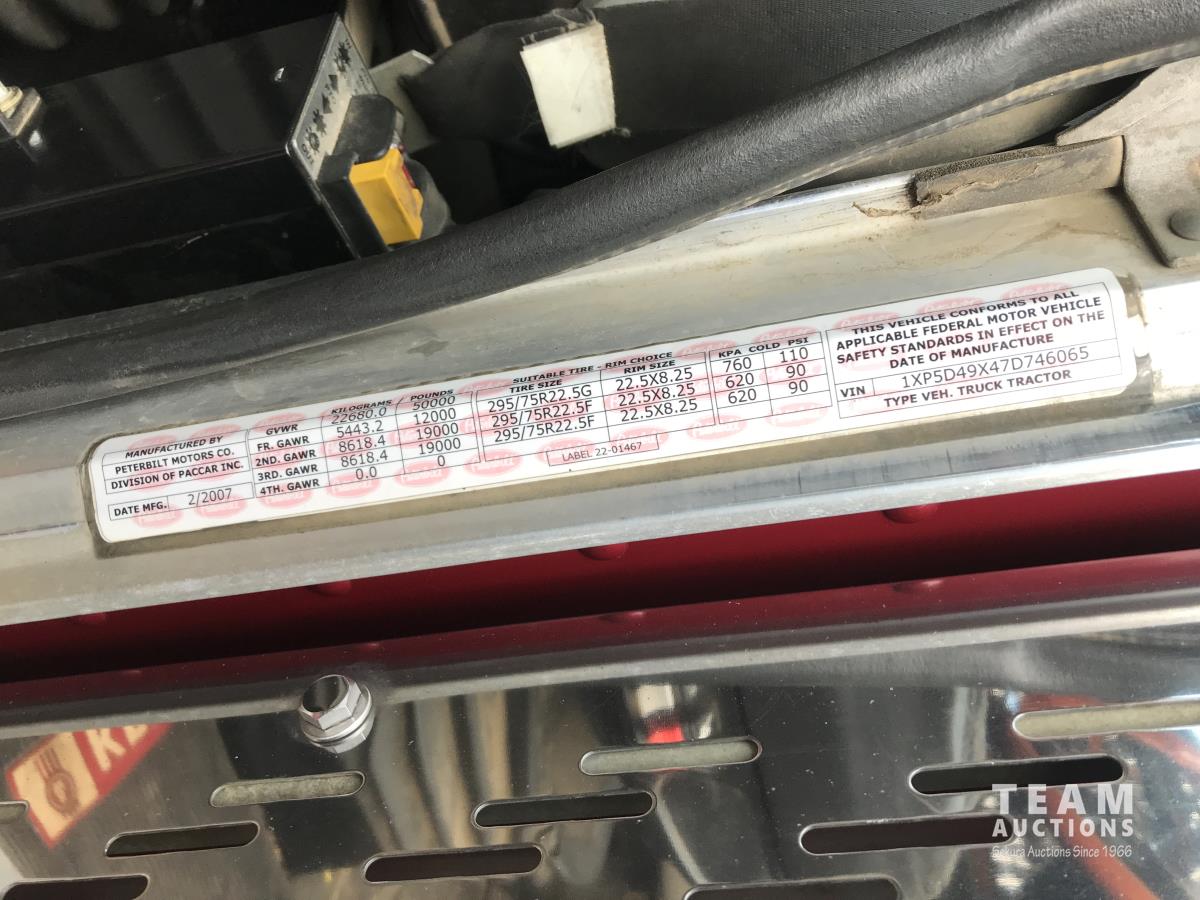 MANUFACTURED BY
PETERBILT MOTORS CO.
DIVISION OF PACCAR INC.
DATE MFG. 2/2007
KILOGRAMS / POUNDS
GVWR 22680.0 50000
FR. GAWR 5443.2 12000
2ND. GAWR 8618.4 19000
3RD. GAWR 8618.4 19000
4TH. GAWR 0.0 0
SUITABLE TIRE - RIM CHOICE
TIRE SIZE RIM SIZE KPA COLD PSI
295/75R22.5G 22.5X8.25 760 110
295/75R22.5F 22.5X8.25 620 90
295/75R22.5F 22.5X8.25 620 90
LABEL 22-01467
THIS VEHICLE CONFORMS TO ALL
APPLICABLE FEDERAL MOTOR VEHICLE
SAFETY STANDARDS IN EFFECT ON THE
DATE OF MANUFACTURE
VIN 1XP5D49X47D746065
TYPE VEH. TRUCK TRACTOR
TEAM
AUCTIONS
Sekura Auctions Since 1966